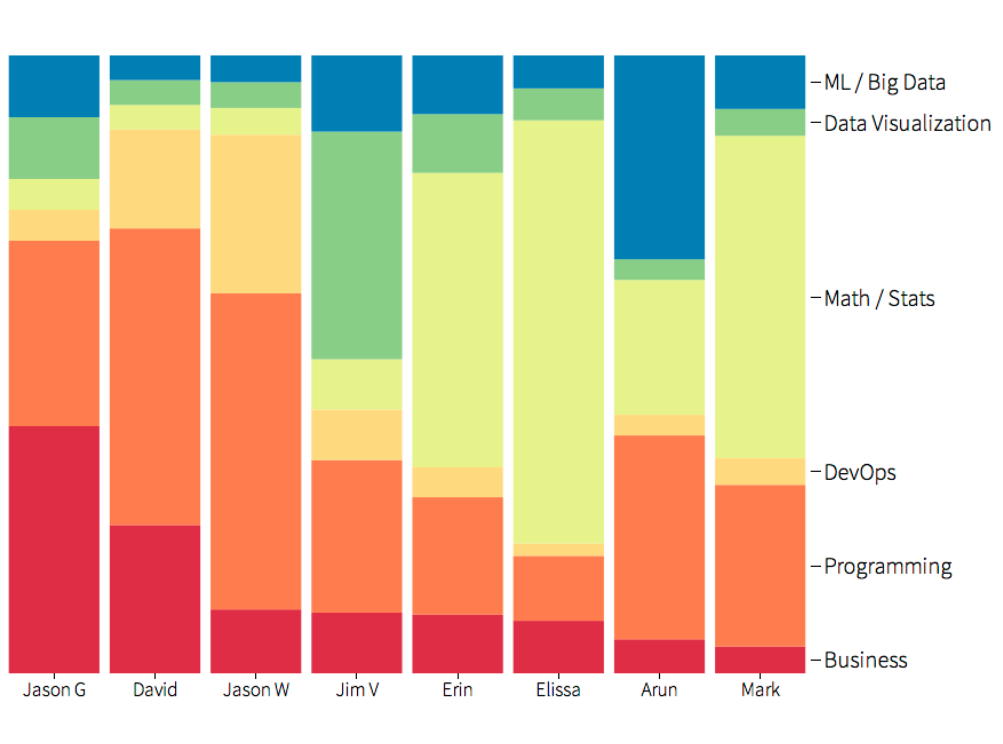 ML / Big Data
Data Visualization
Math / Stats
DevOps
Programming
Business
Jason G David Jason W Jim V Erin Elissa Arun Mark